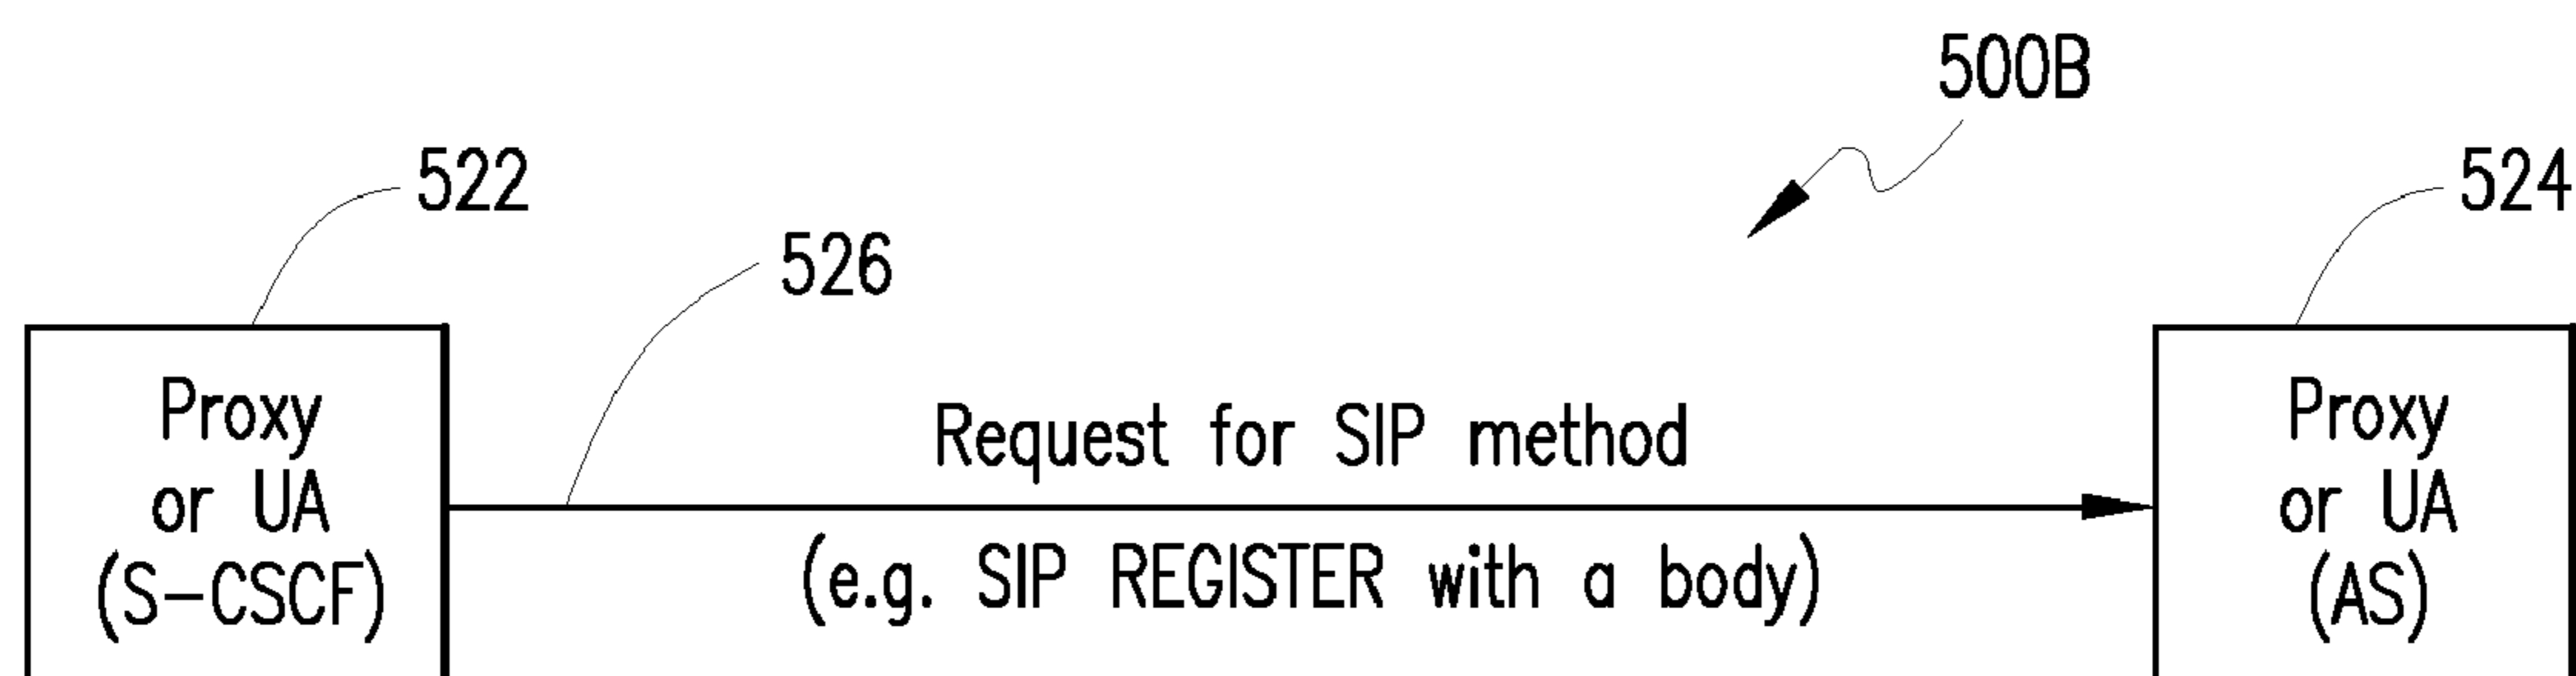 500B
522
524
526
Proxy
or UA
(S-CSCF)
Request for SIP method
(e.g. SIP REGISTER with a body)
Proxy
or UA
(AS)